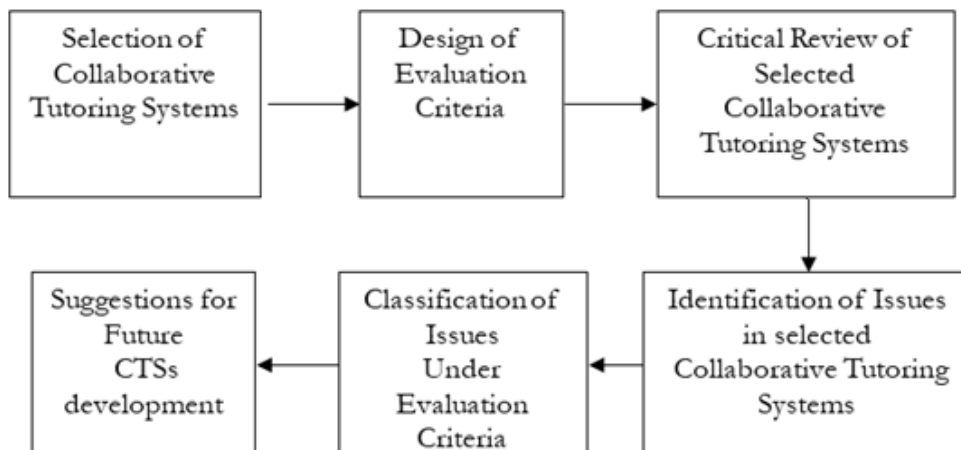 Selection of
Collaborative
Tutoring Systems
Design of
Evaluation
Criteria
Critical Review of
Selected
Collaborative
Tutoring Systems
Identification of Issues
in selected
Collaborative Tutoring
Systems
Classification of
Issues
Under
Evaluation
Criteria
Suggestions for
Future
CTSs
development